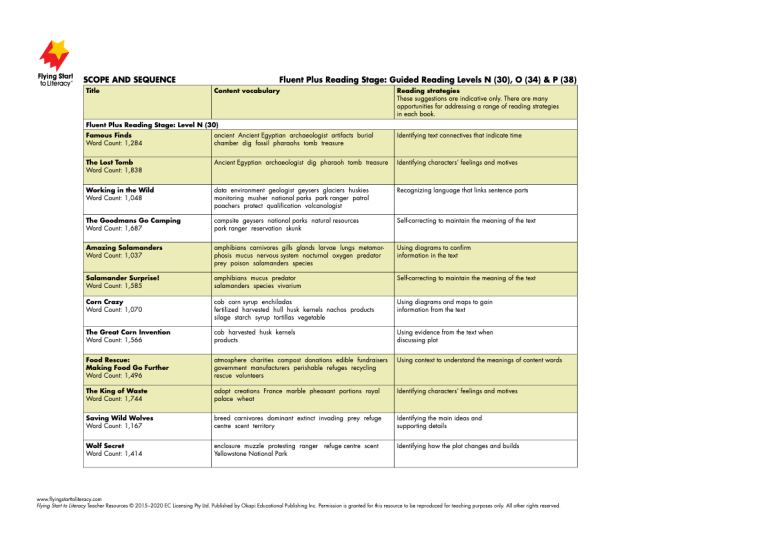 Flying Start
to Literacy™
SCOPE AND SEQUENCE
Fluent Plus Reading Stage: Guided Reading Levels N (30), O (34) & P (38)
Title
Content vocabulary
Reading strategies
These suggestions are indicative only. There are many
opportunities for addressing a range of reading strategies
in each book.
Fluent Plus Reading Stage: Level N (30)
Famous Finds
Word Count: 1,284
ancient Ancient Egyptian archaeologist artifacts burial
chamber dig fossil pharaohs tomb treasure
Identifying text connectives that indicate time
The Lost Tomb
Word Count: 1,838
Ancient Egyptian archaeologist dig pharaoh tomb treasure
Identifying characters' feelings and motives
Working in the Wild
Word Count: 1,048
data environment geologist geysers glaciers huskies
monitoring musher national parks park ranger patrol
poachers protect qualification volcanologist
Recognizing language that links sentence parts
The Goodmans Go Camping
Word Count: 1,687
campsite geysers national parks natural resources
park ranger reservation skunk
Self-correcting to maintain the meaning of the text
Amazing Salamanders
Word Count: 1,037
amphibians carnivores gills glands larvae lungs metamor-
phosis mucus nervous system nocturnal oxygen predator
prey poison salamanders species
Using diagrams to confirm
information in the text
Salamander Surprise!
Word Count: 1,585
amphibians mucus predator
salamanders species vivarium
Self-correcting to maintain the meaning of the text
Corn Crazy
Word Count: 1,070
cob corn syrup enchiladas
fertilized harvested hull husk kernels nachos products
silage starch syrup tortillas vegetable
Using diagrams and maps to gain
information from the text
The Great Corn Invention
Word Count: 1,566
cob harvested husk kernels
products
Using evidence from the text when
discussing plot
Food Rescue:
Making Food Go Further
Word Count: 1,496
atmosphere charities compost donations edible fundraisers
government manufacturers perishable refuges recycling
rescue volunteers
Using context to understand the meanings of content words
The King of Waste
Word Count: 1,744
adopt creations France marble pheasant portions royal
palace wheat
Identifying characters' feelings and motives
Saving Wild Wolves
Word Count: 1,167
breed carnivores dominant extinct invading prey refuge
centre scent territory
Identifying the main ideas and
supporting details
Wolf Secret
Word Count: 1,414
enclosure muzzle protesting ranger refuge centre scent
Yellowstone National Park
Identifying how the plot changes and builds
www.flyingstarttoliteracy.com
Flying Start to Literacy Teacher Resources © 2015–2020 EC Licensing Pty Ltd. Published by Okapi Educational Publishing Inc. Permission is granted for this resource to be reproduced for teaching purposes only. All other rights reserved.